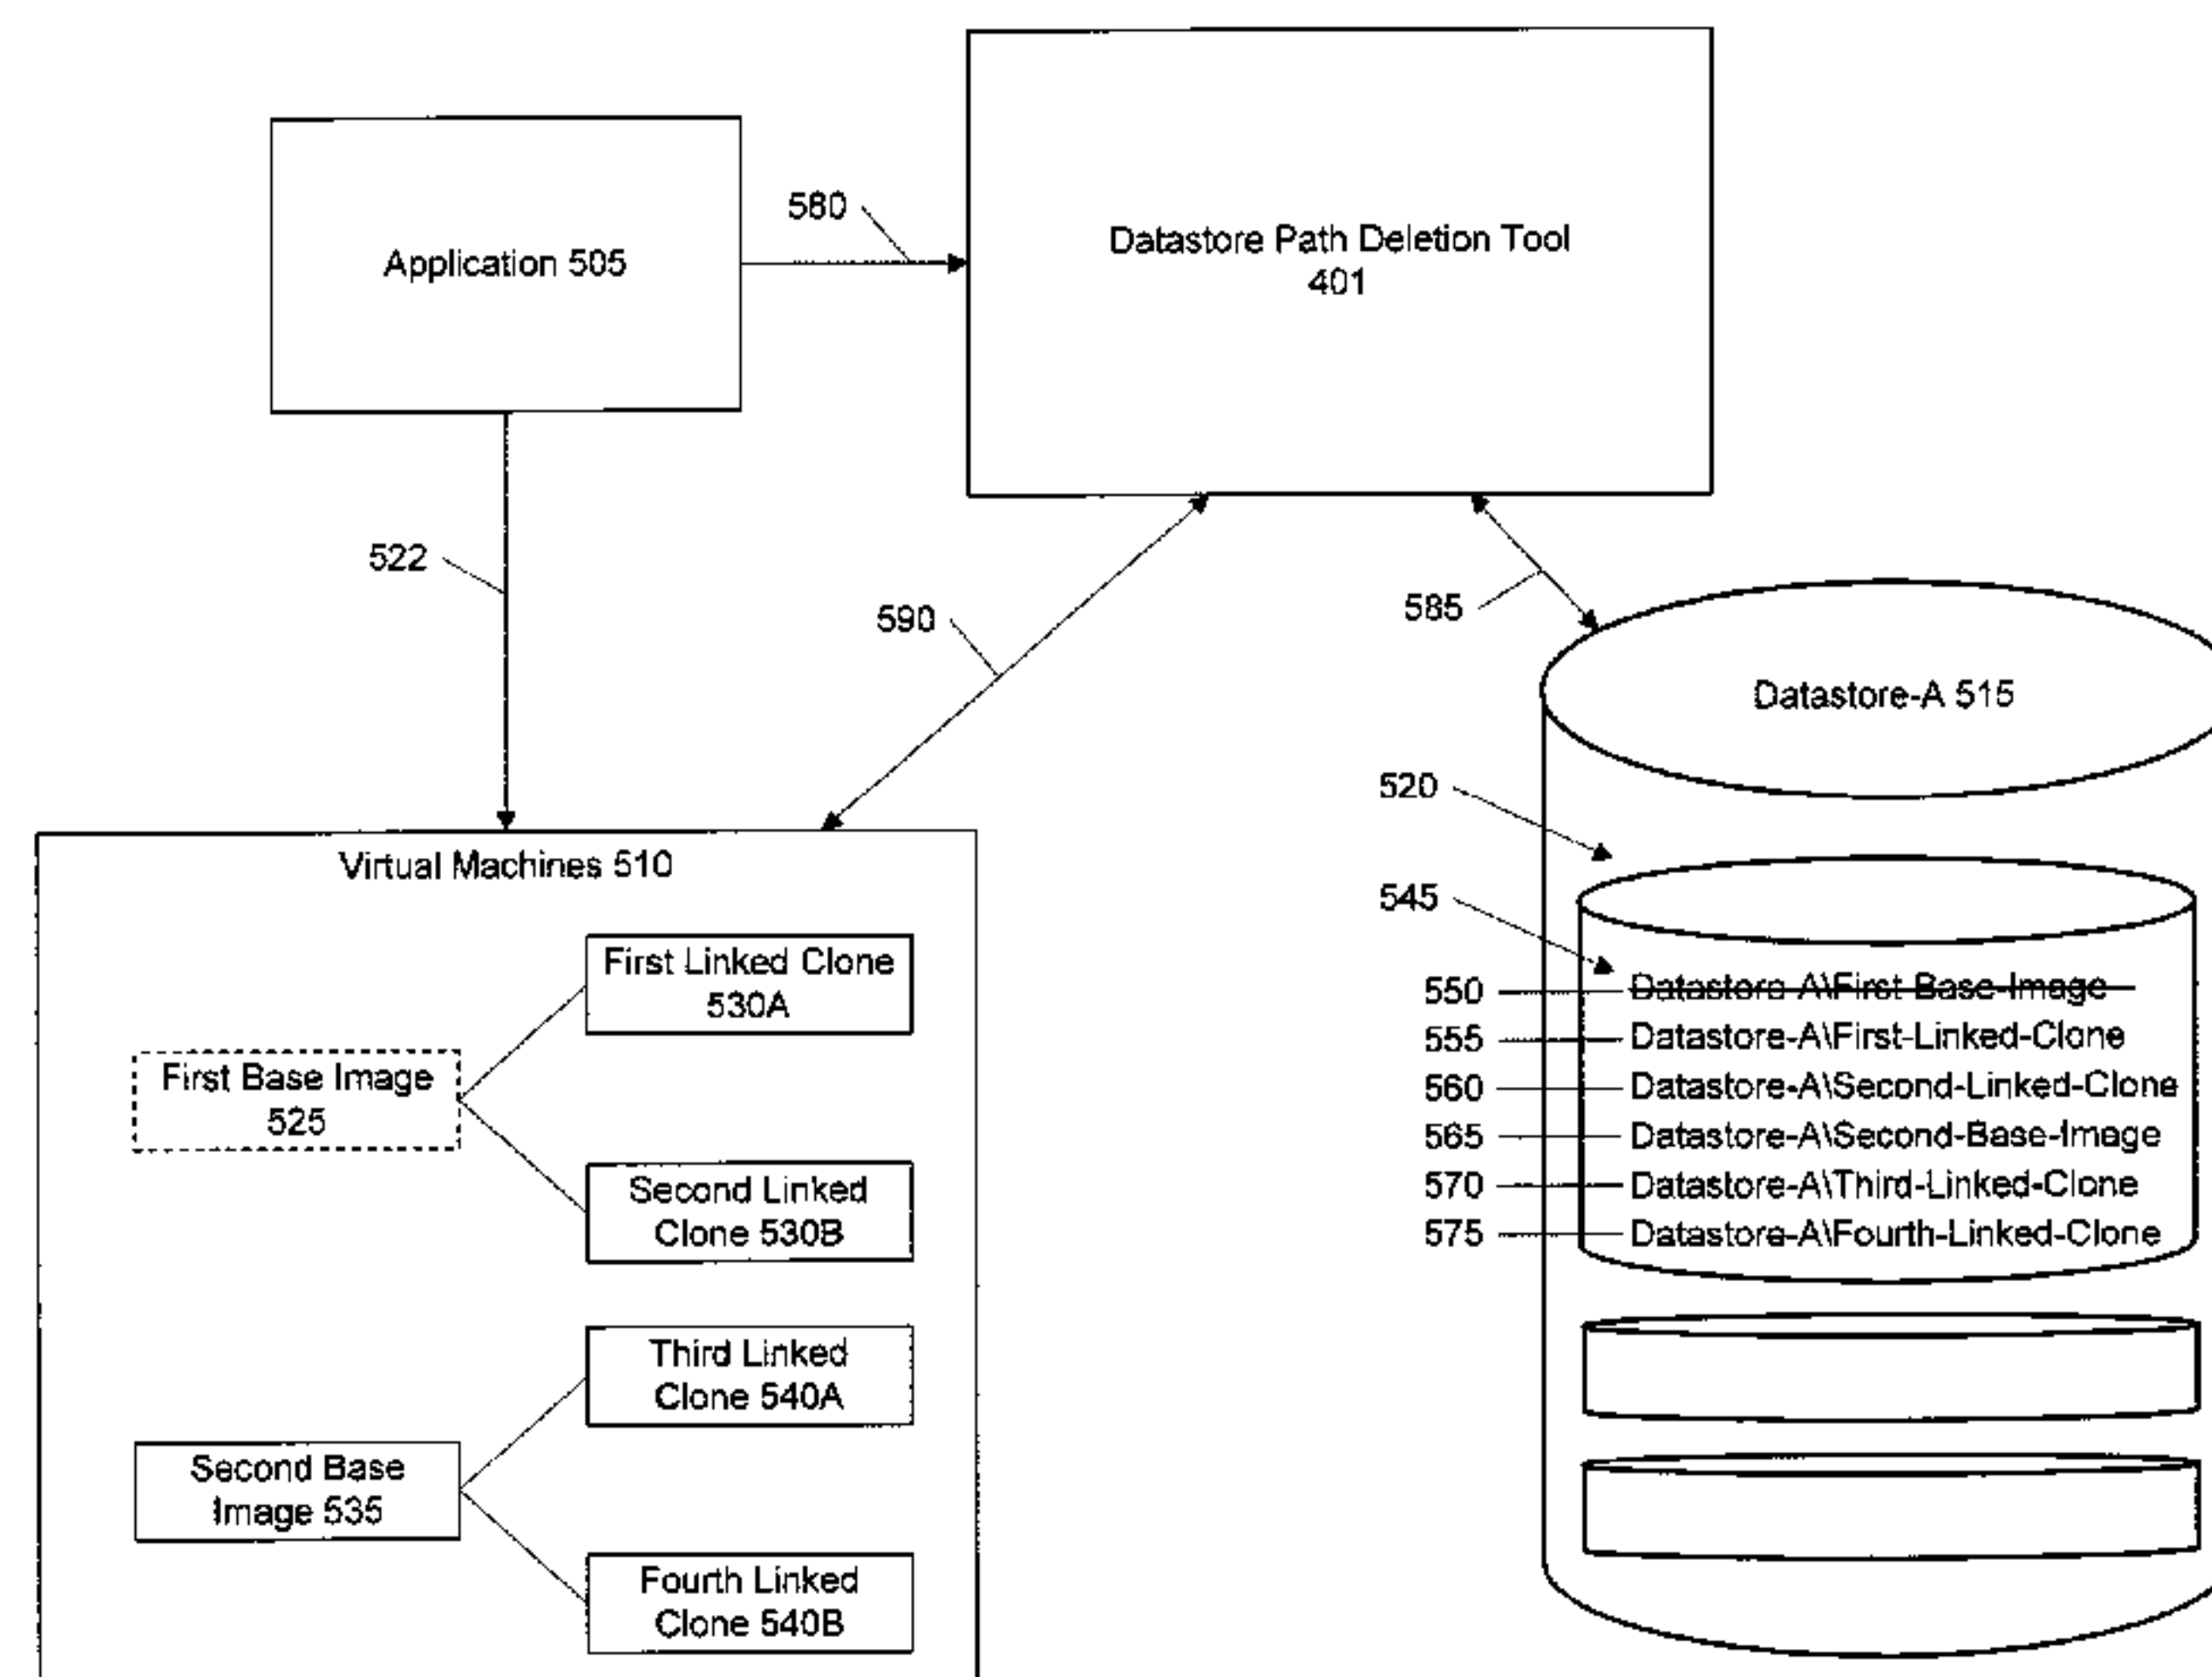 Application 505
580
Datastore Path Deletion Tool
401
522
590
585
Datastore-A 515
520
545
550
Datastore-A\First-Base-Image
555
Datastore-A\First-Linked-Clone
560
Datastore-A\Second-Linked-Clone
565
Datastore-A\Second-Base-Image
570
Datastore-A\Third-Linked-Clone
575
Datastore-A\Fourth-Linked-Clone
Virtual Machines 510
First Linked Clone
530A
First Base Image
525
Second Linked
Clone 530B
Third Linked
Clone 540A
Second Base
Image 535
Fourth Linked
Clone 540B